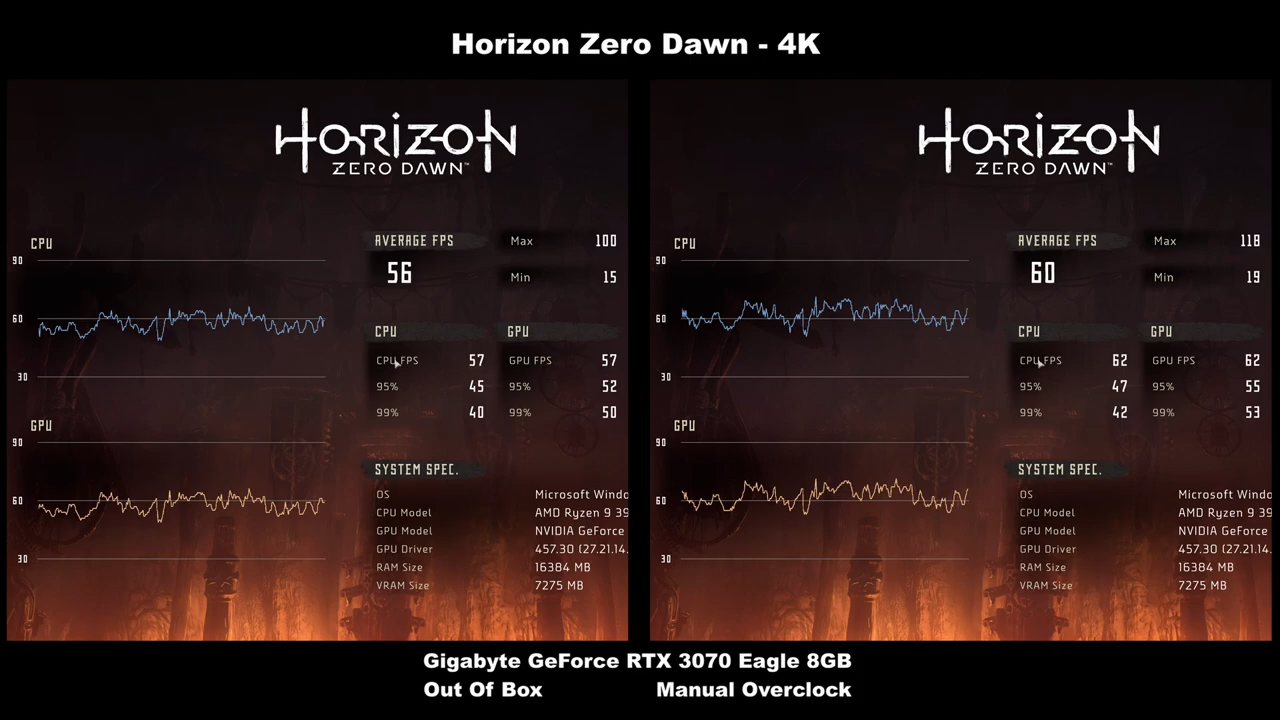 Horizon Zero Dawn - 4K
HORIZON
ZERO DAWN™
CPU
90
60
30
GPU
90
60
30
AVERAGE FPS
56
Max 100
Min 15
CPU
CPU FPS 57
95% 45
99% 40
GPU
GPU FPS 57
95% 52
99% 50
SYSTEM SPEC.
OS Microsoft Windo
CPU Model AMD Ryzen 9 39
GPU Model NVIDIA GeForce
GPU Driver 457.30 (27.21.14.
RAM Size 16384 MB
VRAM Size 7275 MB
HORIZON
ZERO DAWN™
CPU
90
60
30
GPU
90
60
30
AVERAGE FPS
60
Max 118
Min 19
CPU
CPU FPS 62
95% 47
99% 42
GPU
GPU FPS 62
95% 55
99% 53
SYSTEM SPEC.
OS Microsoft Windo
CPU Model AMD Ryzen 9 39
GPU Model NVIDIA GeForce
GPU Driver 457.30 (27.21.14.
RAM Size 16384 MB
VRAM Size 7275 MB
Gigabyte GeForce RTX 3070 Eagle 8GB
Out Of Box Manual Overclock